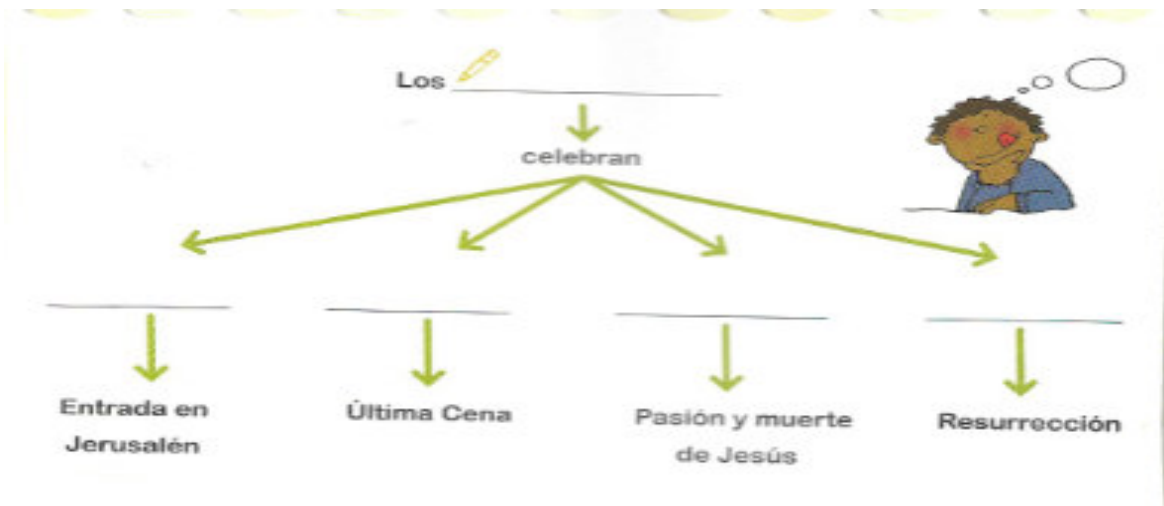 Los
celebran
Entrada en
Jerusalén
Última Cena
Pasión y muerte
de Jesús
Resurrección